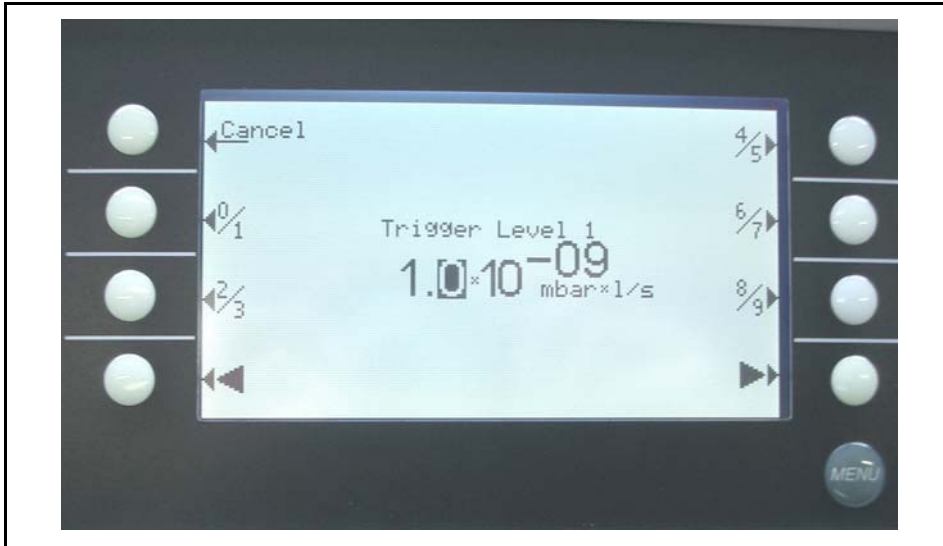 Cancel
4/5
0/1
6/7
Trigger Level 1
1.0×10⁻⁰⁹
mbar×l/s
2/3
8/9
MENU